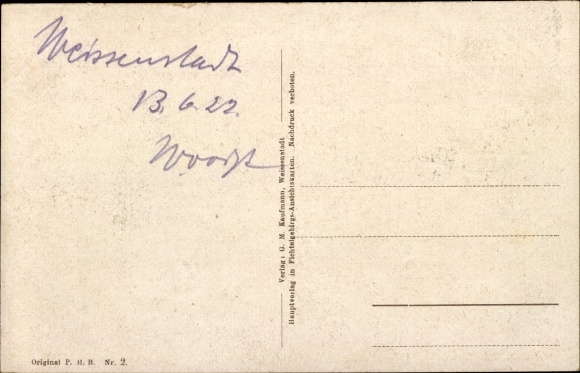 Weissenstadt
13. 6. 22.
Verlag: G. M. Kaufmann, Weissenstadt
Hauptverlag in Fichtelgebirgs-Ansichtskarten. Nachdruck verboten.
Original P. H. R. Nr. 2.